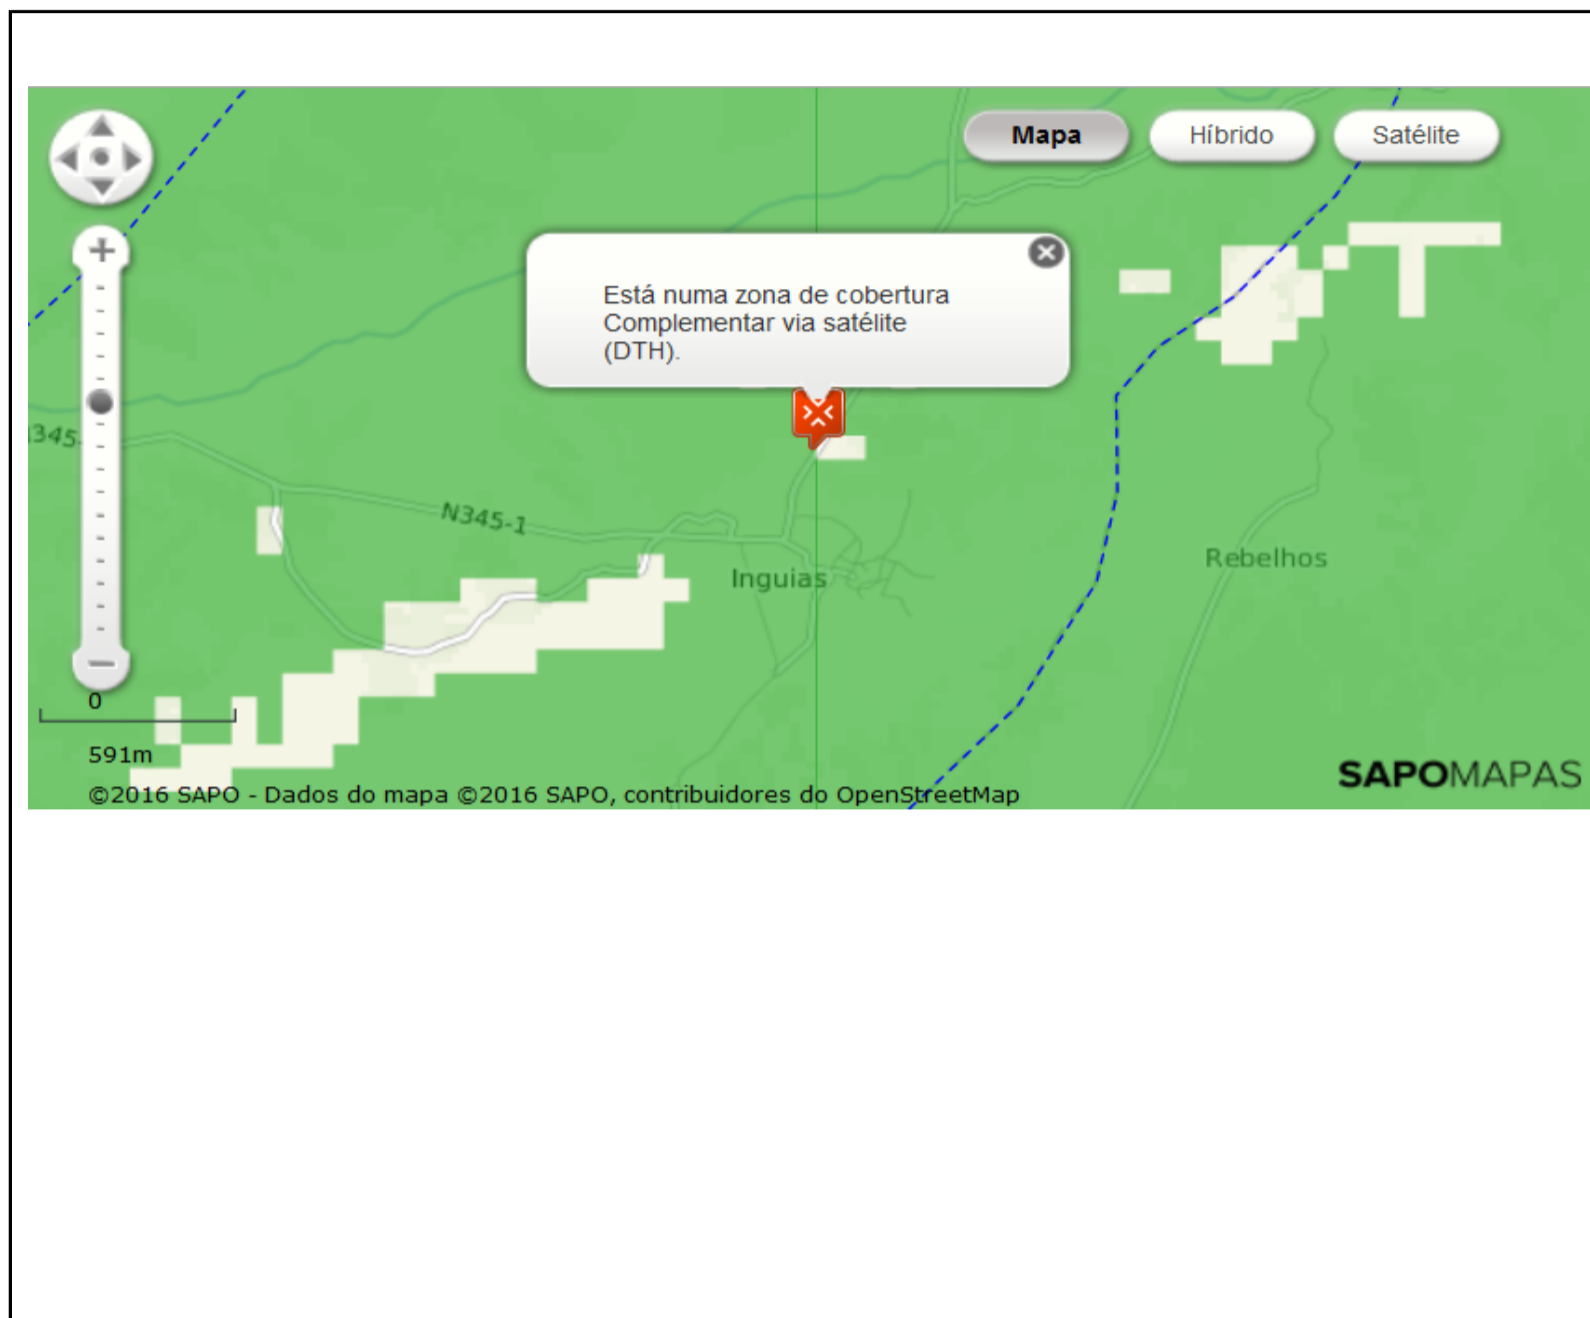 Mapa
Híbrido
Satélite
Está numa zona de cobertura
Complementar via satélite
(DTH).
345
N345-1
Inguias
Rebelhos
0
591m
©2016 SAPO - Dados do mapa ©2016 SAPO, contribuidores do OpenStreetMap
SAPOMAPAS